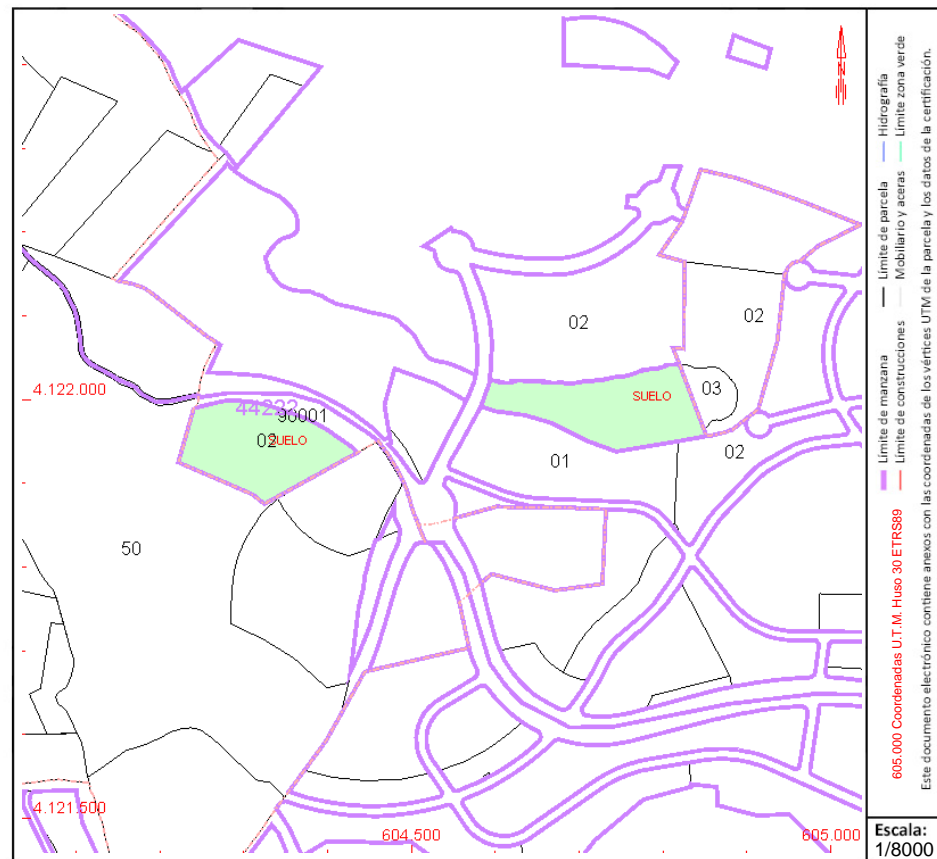 02
02
4.122.000
SUELO
03
44223
90001
02
SUELO
01
02
50
4.121.500
604.500
605.000
Límite de manzana
Límite de parcela
Hidrografía
Límite de construcciones
Mobiliario y aceras
Límite zona verde
605.000 Coordenadas U.T.M. Huso 30 ETRS89
Este documento electrónico contiene anexos con las coordenadas de los vértices UTM de la parcela y los datos de la certificación.
Escala:
1/8000